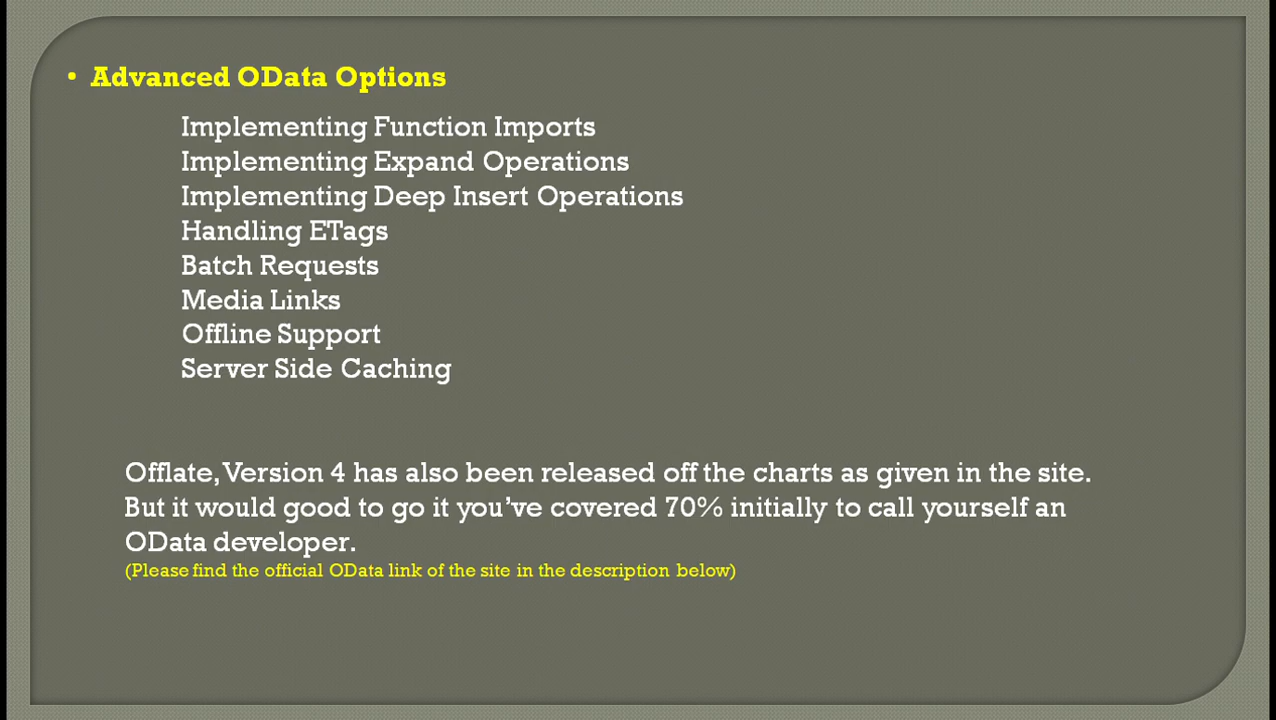 • Advanced OData Options
Implementing Function Imports
Implementing Expand Operations
Implementing Deep Insert Operations
Handling ETags
Batch Requests
Media Links
Offline Support
Server Side Caching
Offlate, Version 4 has also been released off the charts as given in the site.
But it would good to go it you’ve covered 70% initially to call yourself an
OData developer.
(Please find the official OData link of the site in the description below)